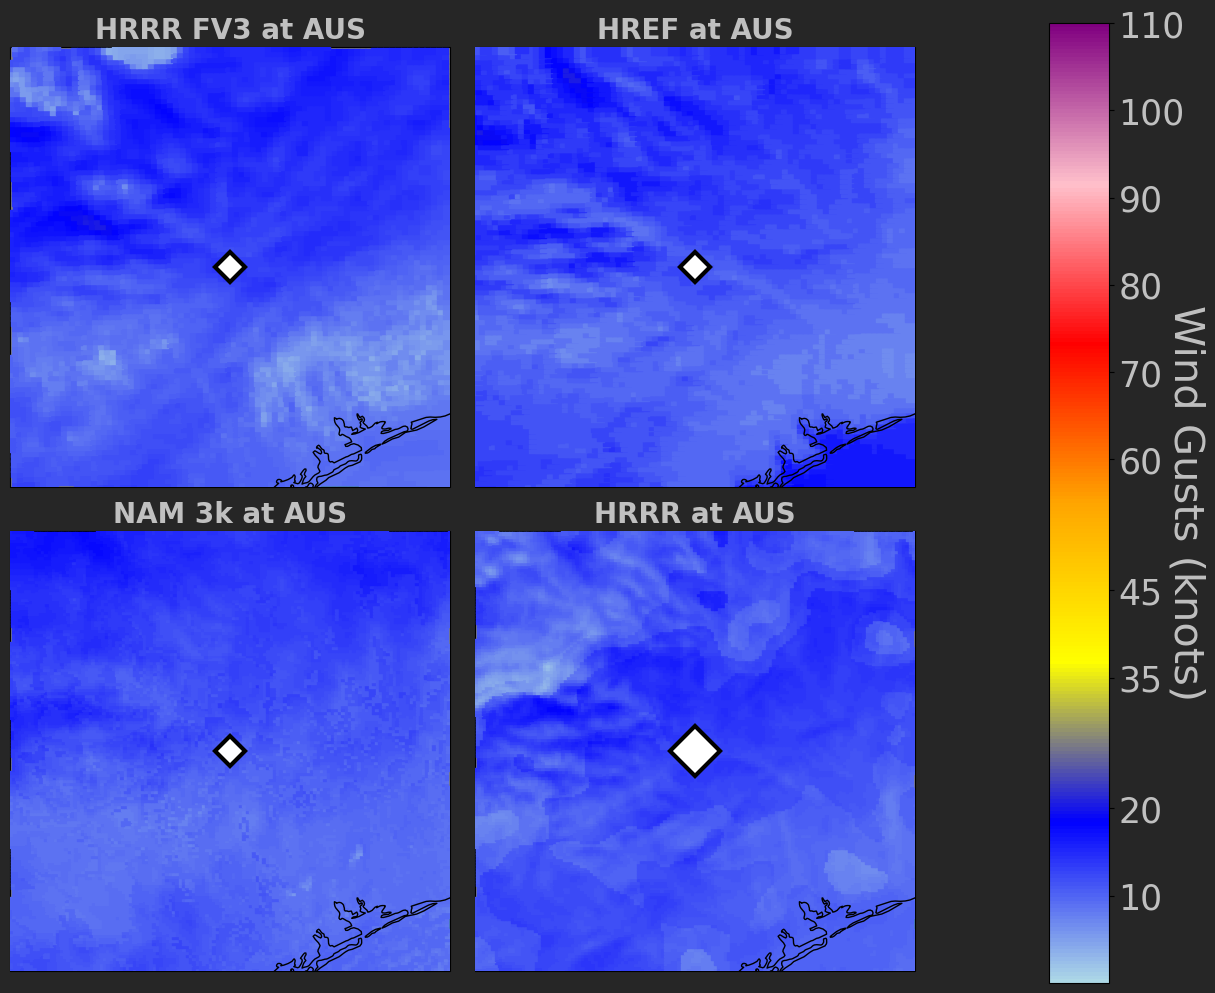 HRRR FV3 at AUS
HREF at AUS
NAM 3k at AUS
HRRR at AUS
110
100
90
80
70
60
45
35
20
10
Wind Gusts (knots)